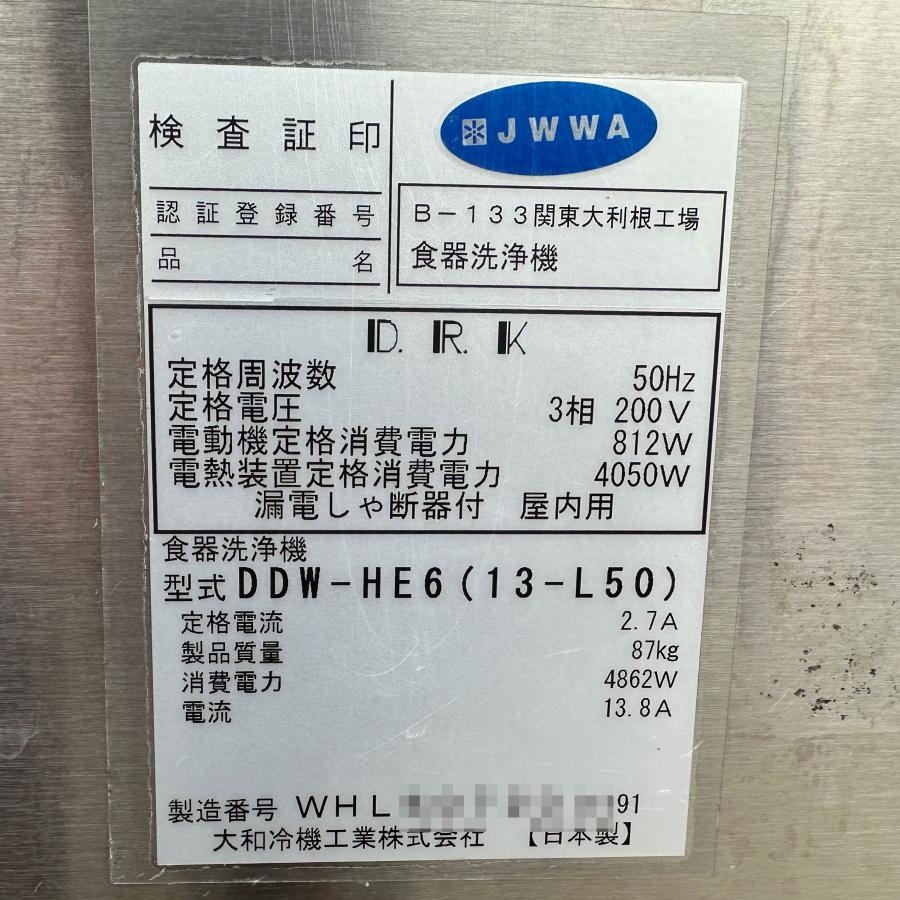 検査証印
JWWA
認証登録番号 B-133関東大利根工場
品名 食器洗浄機
D. R. K
定格周波数 50Hz
定格電圧 3相 200V
電動機定格消費電力 812W
電熱装置定格消費電力 4050W
漏電しゃ断器付 屋内用
食器洗浄機
型式 DDW-HE6(13-L50)
定格電流 2.7A
製品質量 87kg
消費電力 4862W
電流 13.8A
製造番号 WHL 91
大和冷機工業株式会社 【日本製】